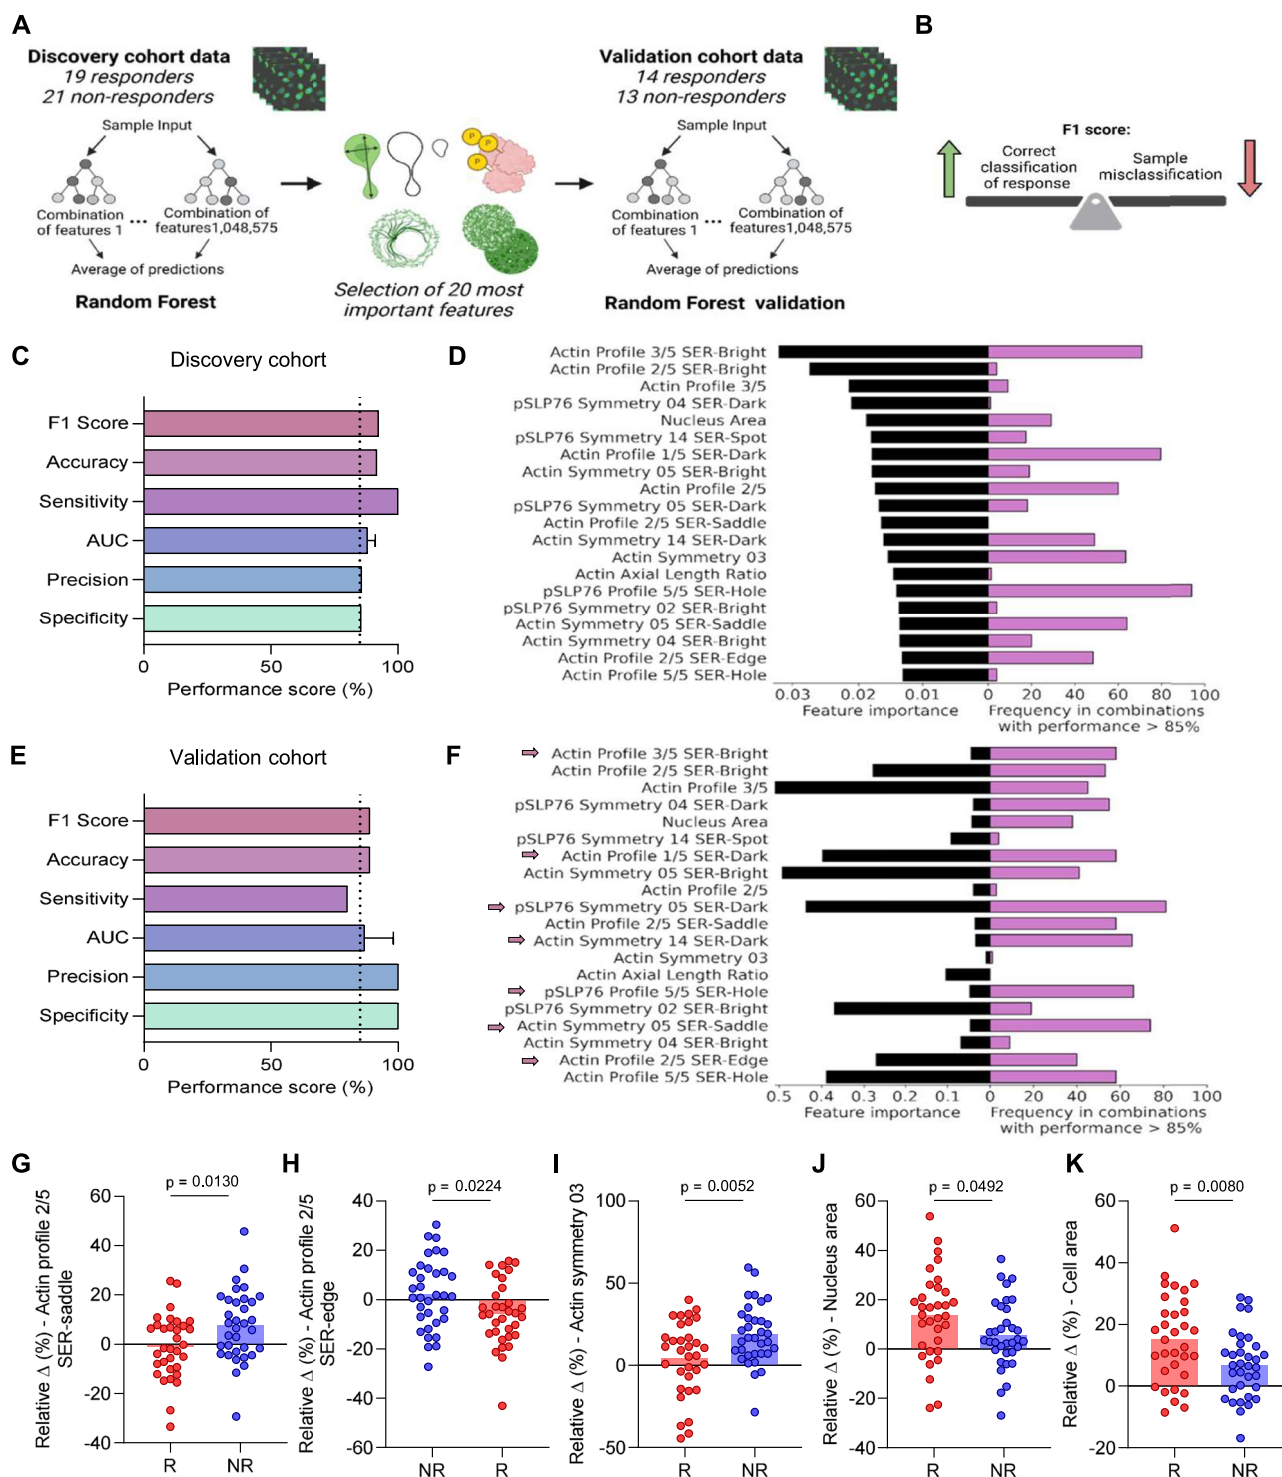 A
Discovery cohort data
19 responders
21 non-responders
Sample Input
Combination
of features 1
...
Combination of
features1,048,575
Average of predictions
Random Forest
P
P
P
Selection of 20 most
important features
Validation cohort data
14 responders
13 non-responders
Sample Input
Combination
of features 1
...
Combination of
features1,048,575
Average of predictions
Random Forest validation
B
F1 score:
Correct
classification
of response
Sample
misclassification
C
Discovery cohort
F1 Score
Accuracy
Sensitivity
AUC
Precision
Specificity
0
50
100
Performance score (%)
D
Actin Profile 3/5 SER-Bright
Actin Profile 2/5 SER-Bright
Actin Profile 3/5
pSLP76 Symmetry 04 SER-Dark
Nucleus Area
pSLP76 Symmetry 14 SER-Spot
Actin Profile 1/5 SER-Dark
Actin Symmetry 05 SER-Bright
Actin Profile 2/5
pSLP76 Symmetry 05 SER-Dark
Actin Profile 2/5 SER-Saddle
Actin Symmetry 14 SER-Dark
Actin Symmetry 03
Actin Axial Length Ratio
pSLP76 Profile 5/5 SER-Hole
pSLP76 Symmetry 02 SER-Bright
Actin Symmetry 05 SER-Saddle
Actin Symmetry 04 SER-Bright
Actin Profile 2/5 SER-Edge
Actin Profile 5/5 SER-Hole
0.03 0.02 0.01 0 20 40 60 80 100
Feature importance
Frequency in combinations
with performance > 85%
E
Validation cohort
F1 Score
Accuracy
Sensitivity
AUC
Precision
Specificity
0
50
100
Performance score (%)
F
Actin Profile 3/5 SER-Bright
Actin Profile 2/5 SER-Bright
Actin Profile 3/5
pSLP76 Symmetry 04 SER-Dark
Nucleus Area
pSLP76 Symmetry 14 SER-Spot
Actin Profile 1/5 SER-Dark
Actin Symmetry 05 SER-Bright
Actin Profile 2/5
pSLP76 Symmetry 05 SER-Dark
Actin Profile 2/5 SER-Saddle
Actin Symmetry 14 SER-Dark
Actin Symmetry 03
Actin Axial Length Ratio
pSLP76 Profile 5/5 SER-Hole
pSLP76 Symmetry 02 SER-Bright
Actin Symmetry 05 SER-Saddle
Actin Symmetry 04 SER-Bright
Actin Profile 2/5 SER-Edge
Actin Profile 5/5 SER-Hole
0.5 0.4 0.3 0.2 0.1 0 20 40 60 80 100
Feature importance
Frequency in combinations
with performance > 85%
G
p = 0.0130
Relative Δ (%) - Actin profile 2/5
SER-saddle
60
40
20
0
-20
-40
R
NR
H
p = 0.0224
Relative Δ (%) - Actin profile 2/5
SER-edge
40
20
0
-20
-40
-60
NR
R
I
p = 0.0052
Relative Δ (%) - Actin symmetry 03
100
50
0
-50
R
NR
J
p = 0.0492
Relative Δ (%) - Nucleus area
60
40
20
0
-20
-40
R
NR
K
p = 0.0080
Relative Δ (%) - Cell area
60
40
20
0
-20
R
NR